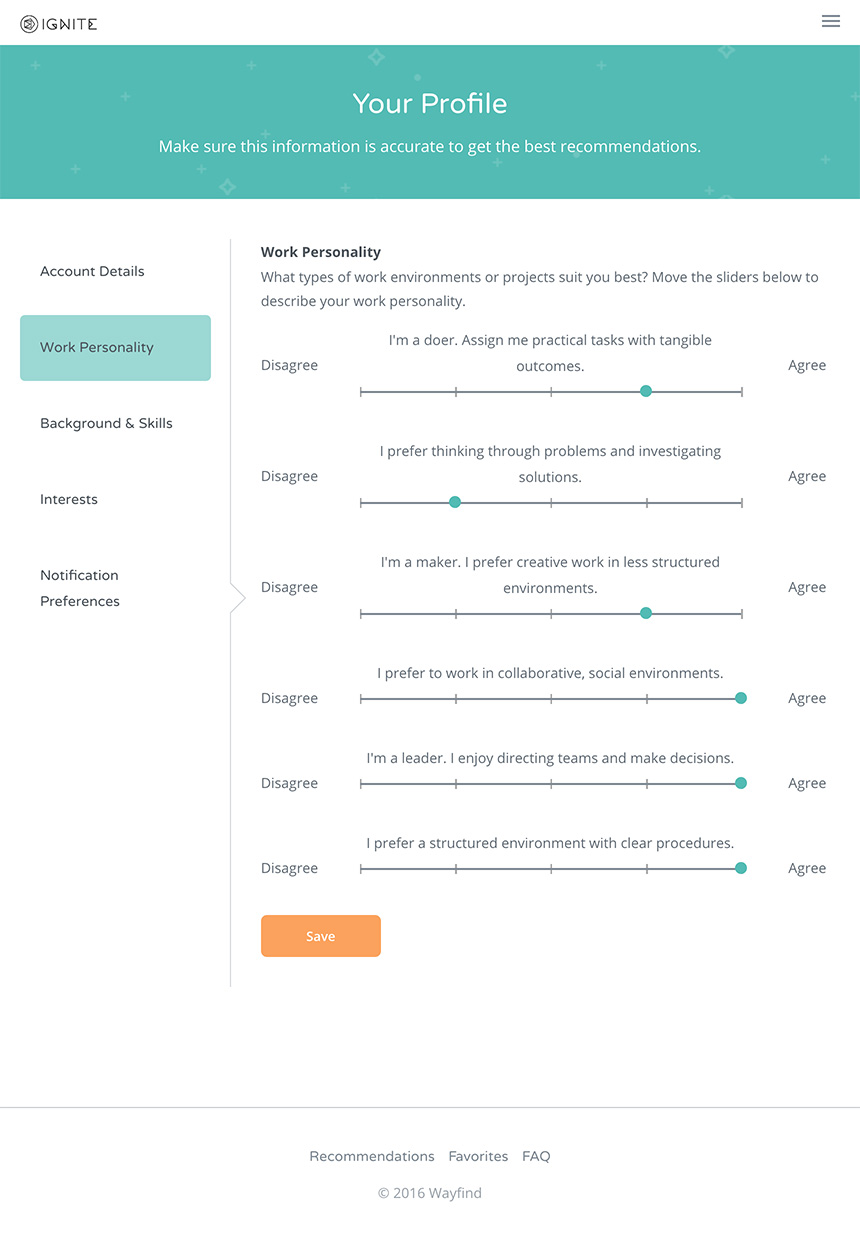 IGNITE
Your Profile
Make sure this information is accurate to get the best recommendations.
Account Details
Work Personality
Background & Skills
Interests
Notification
Preferences
Work Personality
What types of work environments or projects suit you best? Move the sliders below to
describe your work personality.
I'm a doer. Assign me practical tasks with tangible
outcomes.
Disagree
Agree
I prefer thinking through problems and investigating
solutions.
Disagree
Agree
I'm a maker. I prefer creative work in less structured
environments.
Disagree
Agree
I prefer to work in collaborative, social environments.
Disagree
Agree
I'm a leader. I enjoy directing teams and make decisions.
Disagree
Agree
I prefer a structured environment with clear procedures.
Disagree
Agree
Save
Recommendations Favorites FAQ
© 2016 Wayfind